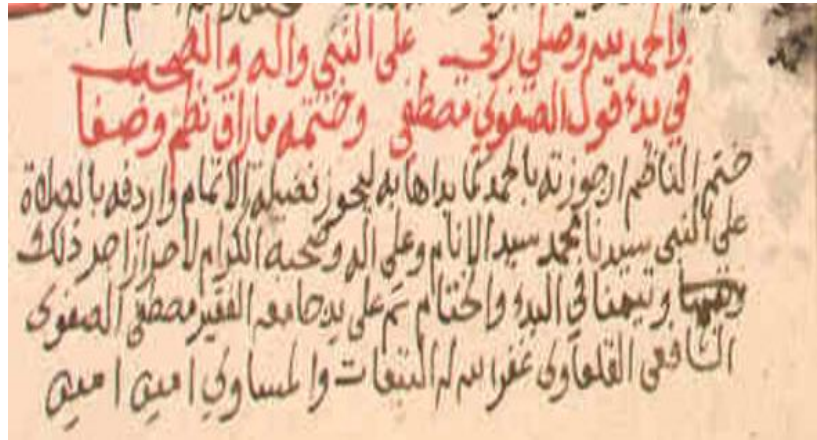 والحمد لله وصلى ربي على النبي وآله والصحب
في بدء قول الصفوي مصطفى وختمه ما راق نظم وصفا
ختم الناظم ارجوزته بالحمد كما بداها به ليحوز فضيلة الاتمام واردفه بالصلاة
على النبي سيدنا محمد سيد الانام وعلى اله وصحبه الكرام لاحراز اجر ذلك
وتيمنا في البدء والختام تم على يد جامعه الفقير مصطفى الصفوي
الشافعي القلعاوي غفر الله له التبعات والمساوي امين امين